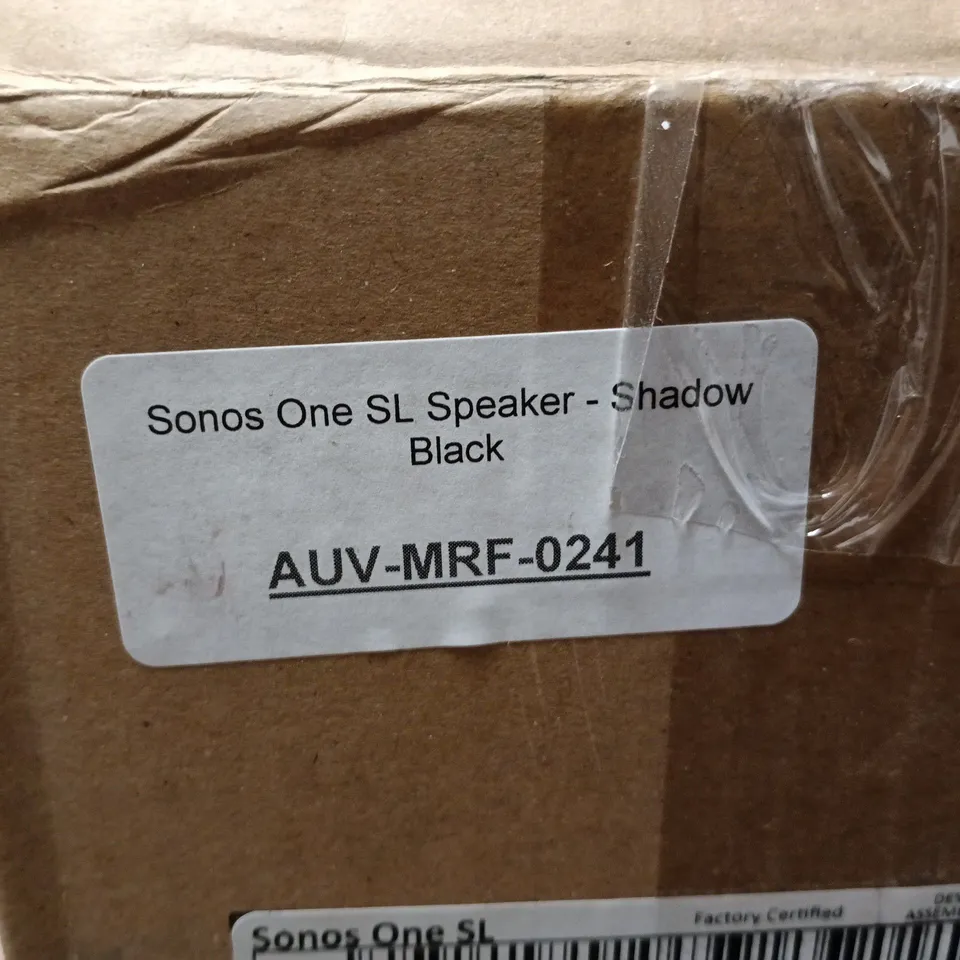 Sonos One SL Speaker - Shadow
Black
AUV-MRF-0241
Factory Certified
Sonos One SL